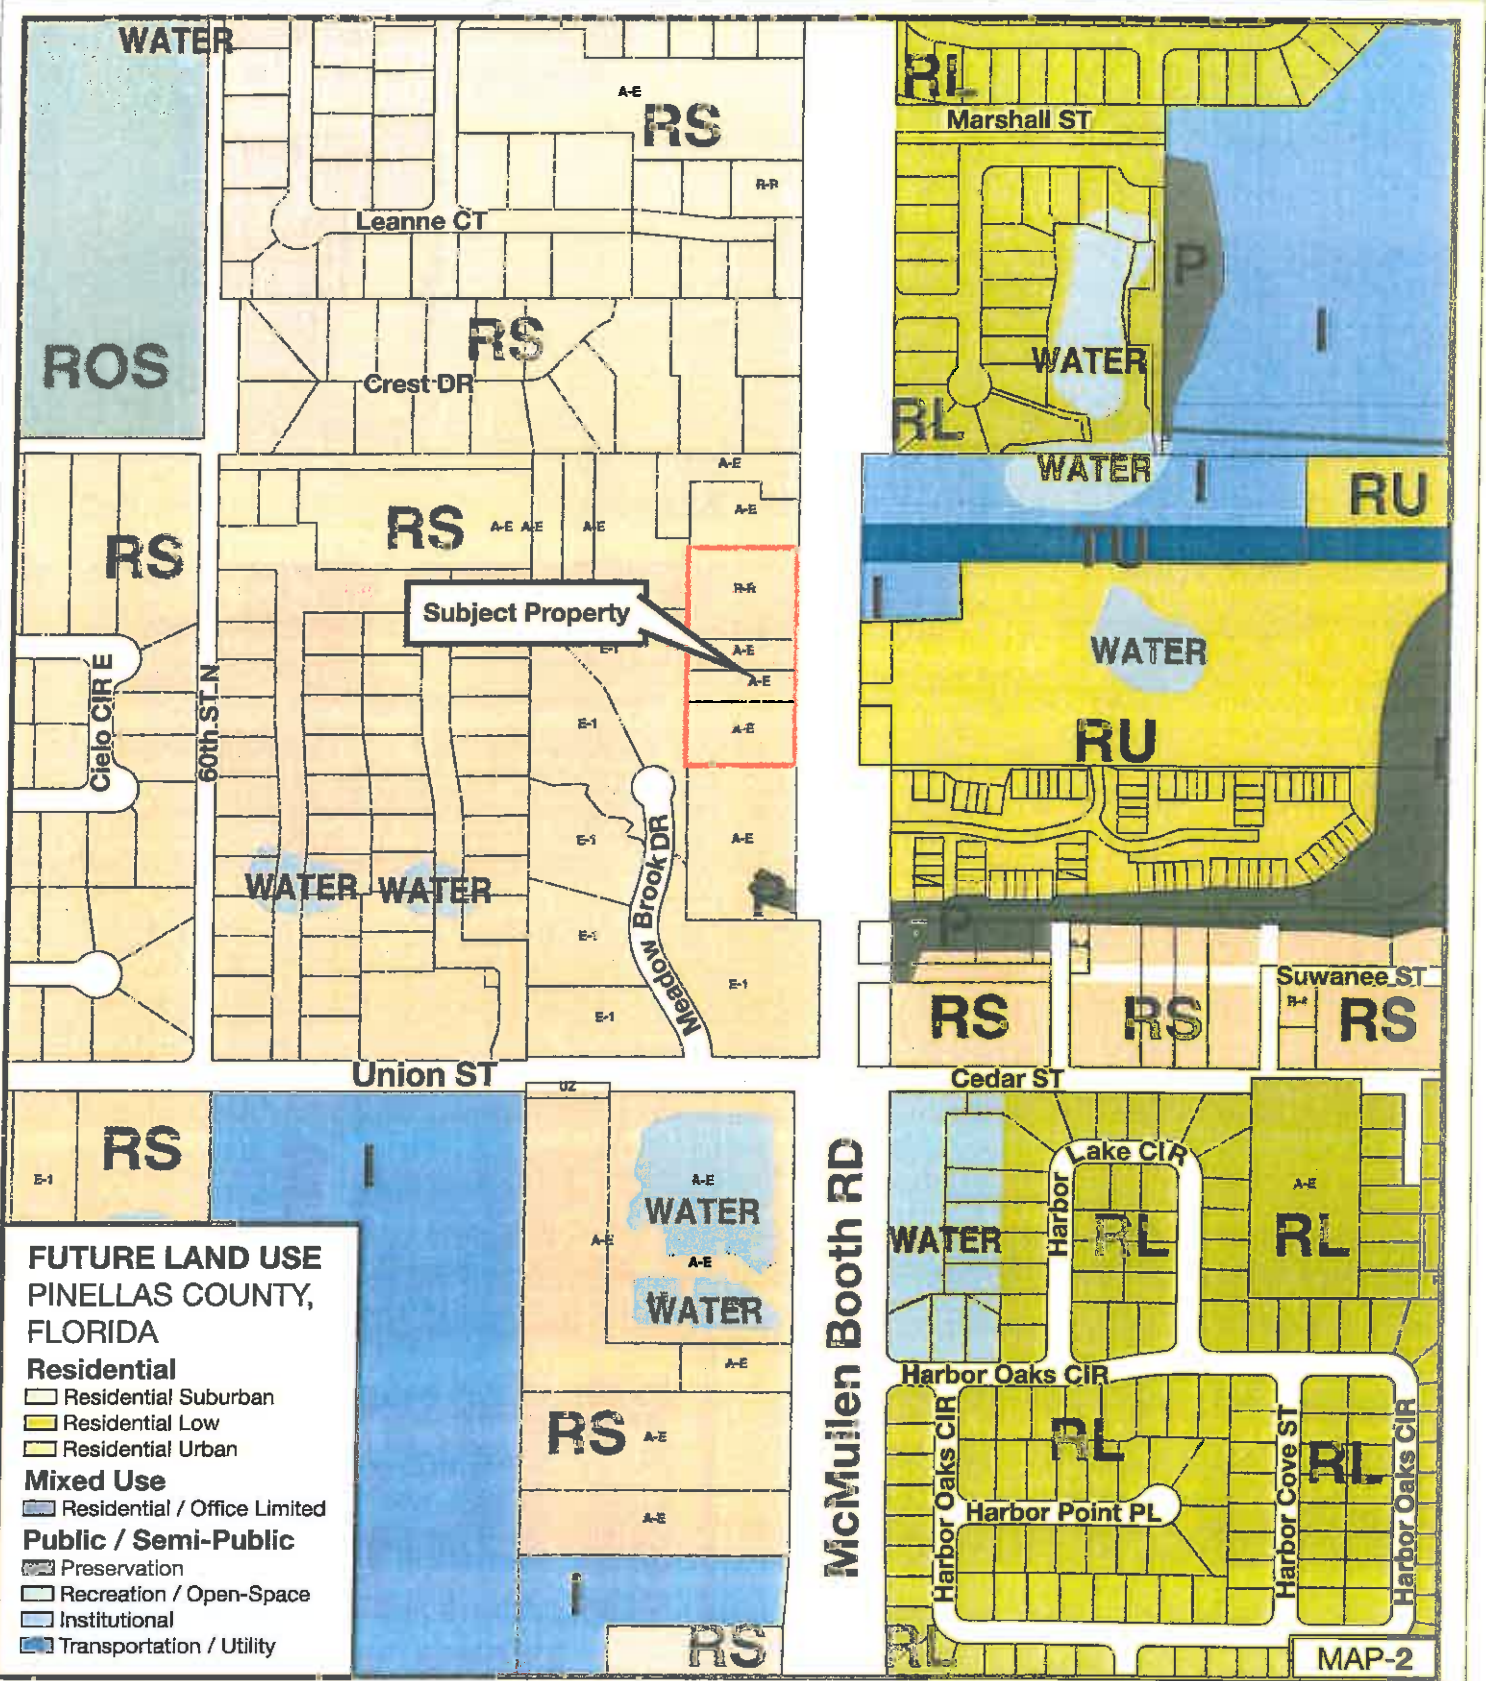 WATER
RL
A-E
RS
Marshall ST
R-R
Leanne CT
P
I
RS
ROS
Crest DR
WATER
RL
A-E
WATER
I
RU
A-E
RS
A-E
A-E
A-E
RS
TU
R-R
I
Subject Property
WATER
E-1
A-E
A-E
Cielo CIR E
60th ST N
E-1
A-E
RU
E-1
A-E
Meadow Brook DR
WATER
WATER
P
P
E-1
E-1
Suwanee ST
R-4
RS
RS
RS
E-1
Union ST
Cedar ST
UZ
RS
I
E-1
A-E
WATER
A-E
A-E
WATER
McMullen Booth RD
Harbor
Lake CIR
WATER
RL
A-E
RL
FUTURE LAND USE
PINELLAS COUNTY,
FLORIDA
Residential
Residential Suburban
Residential Low
Residential Urban
Mixed Use
Residential / Office Limited
Public / Semi-Public
Preservation
Recreation / Open-Space
Institutional
Transportation / Utility
A-E
RS
A-E
A-E
I
RS
Harbor Oaks CIR
Harbor Oaks CIR
RL
Harbor Point PL
Harbor Cove ST
RL
Harbor Oaks CIR
RL
MAP-2